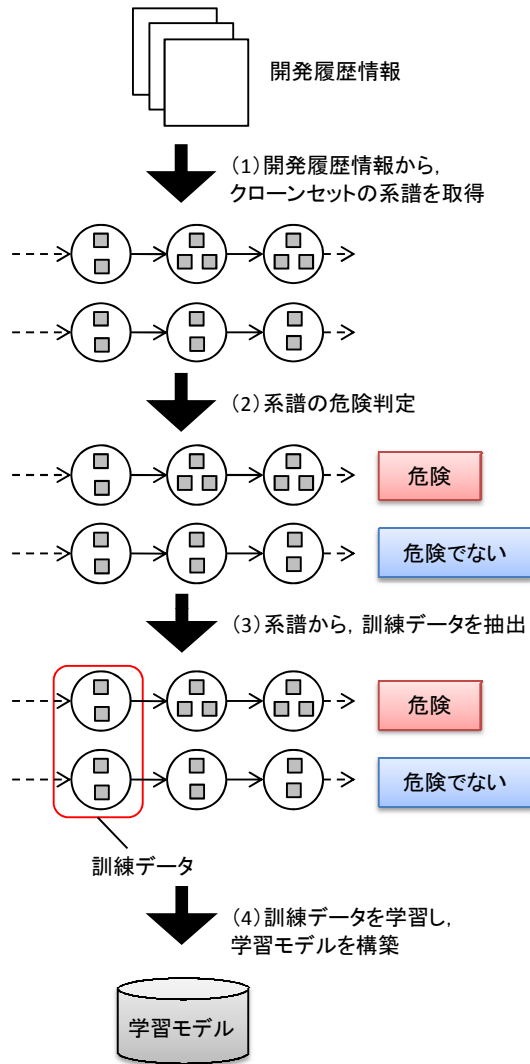 開発履歴情報
(1)開発履歴情報から,
クローンセットの系譜を取得
(2)系譜の危険判定
危険
危険でない
(3)系譜から, 訓練データを抽出
危険
危険でない
訓練データ
(4)訓練データを学習し,
学習モデルを構築
学習モデル